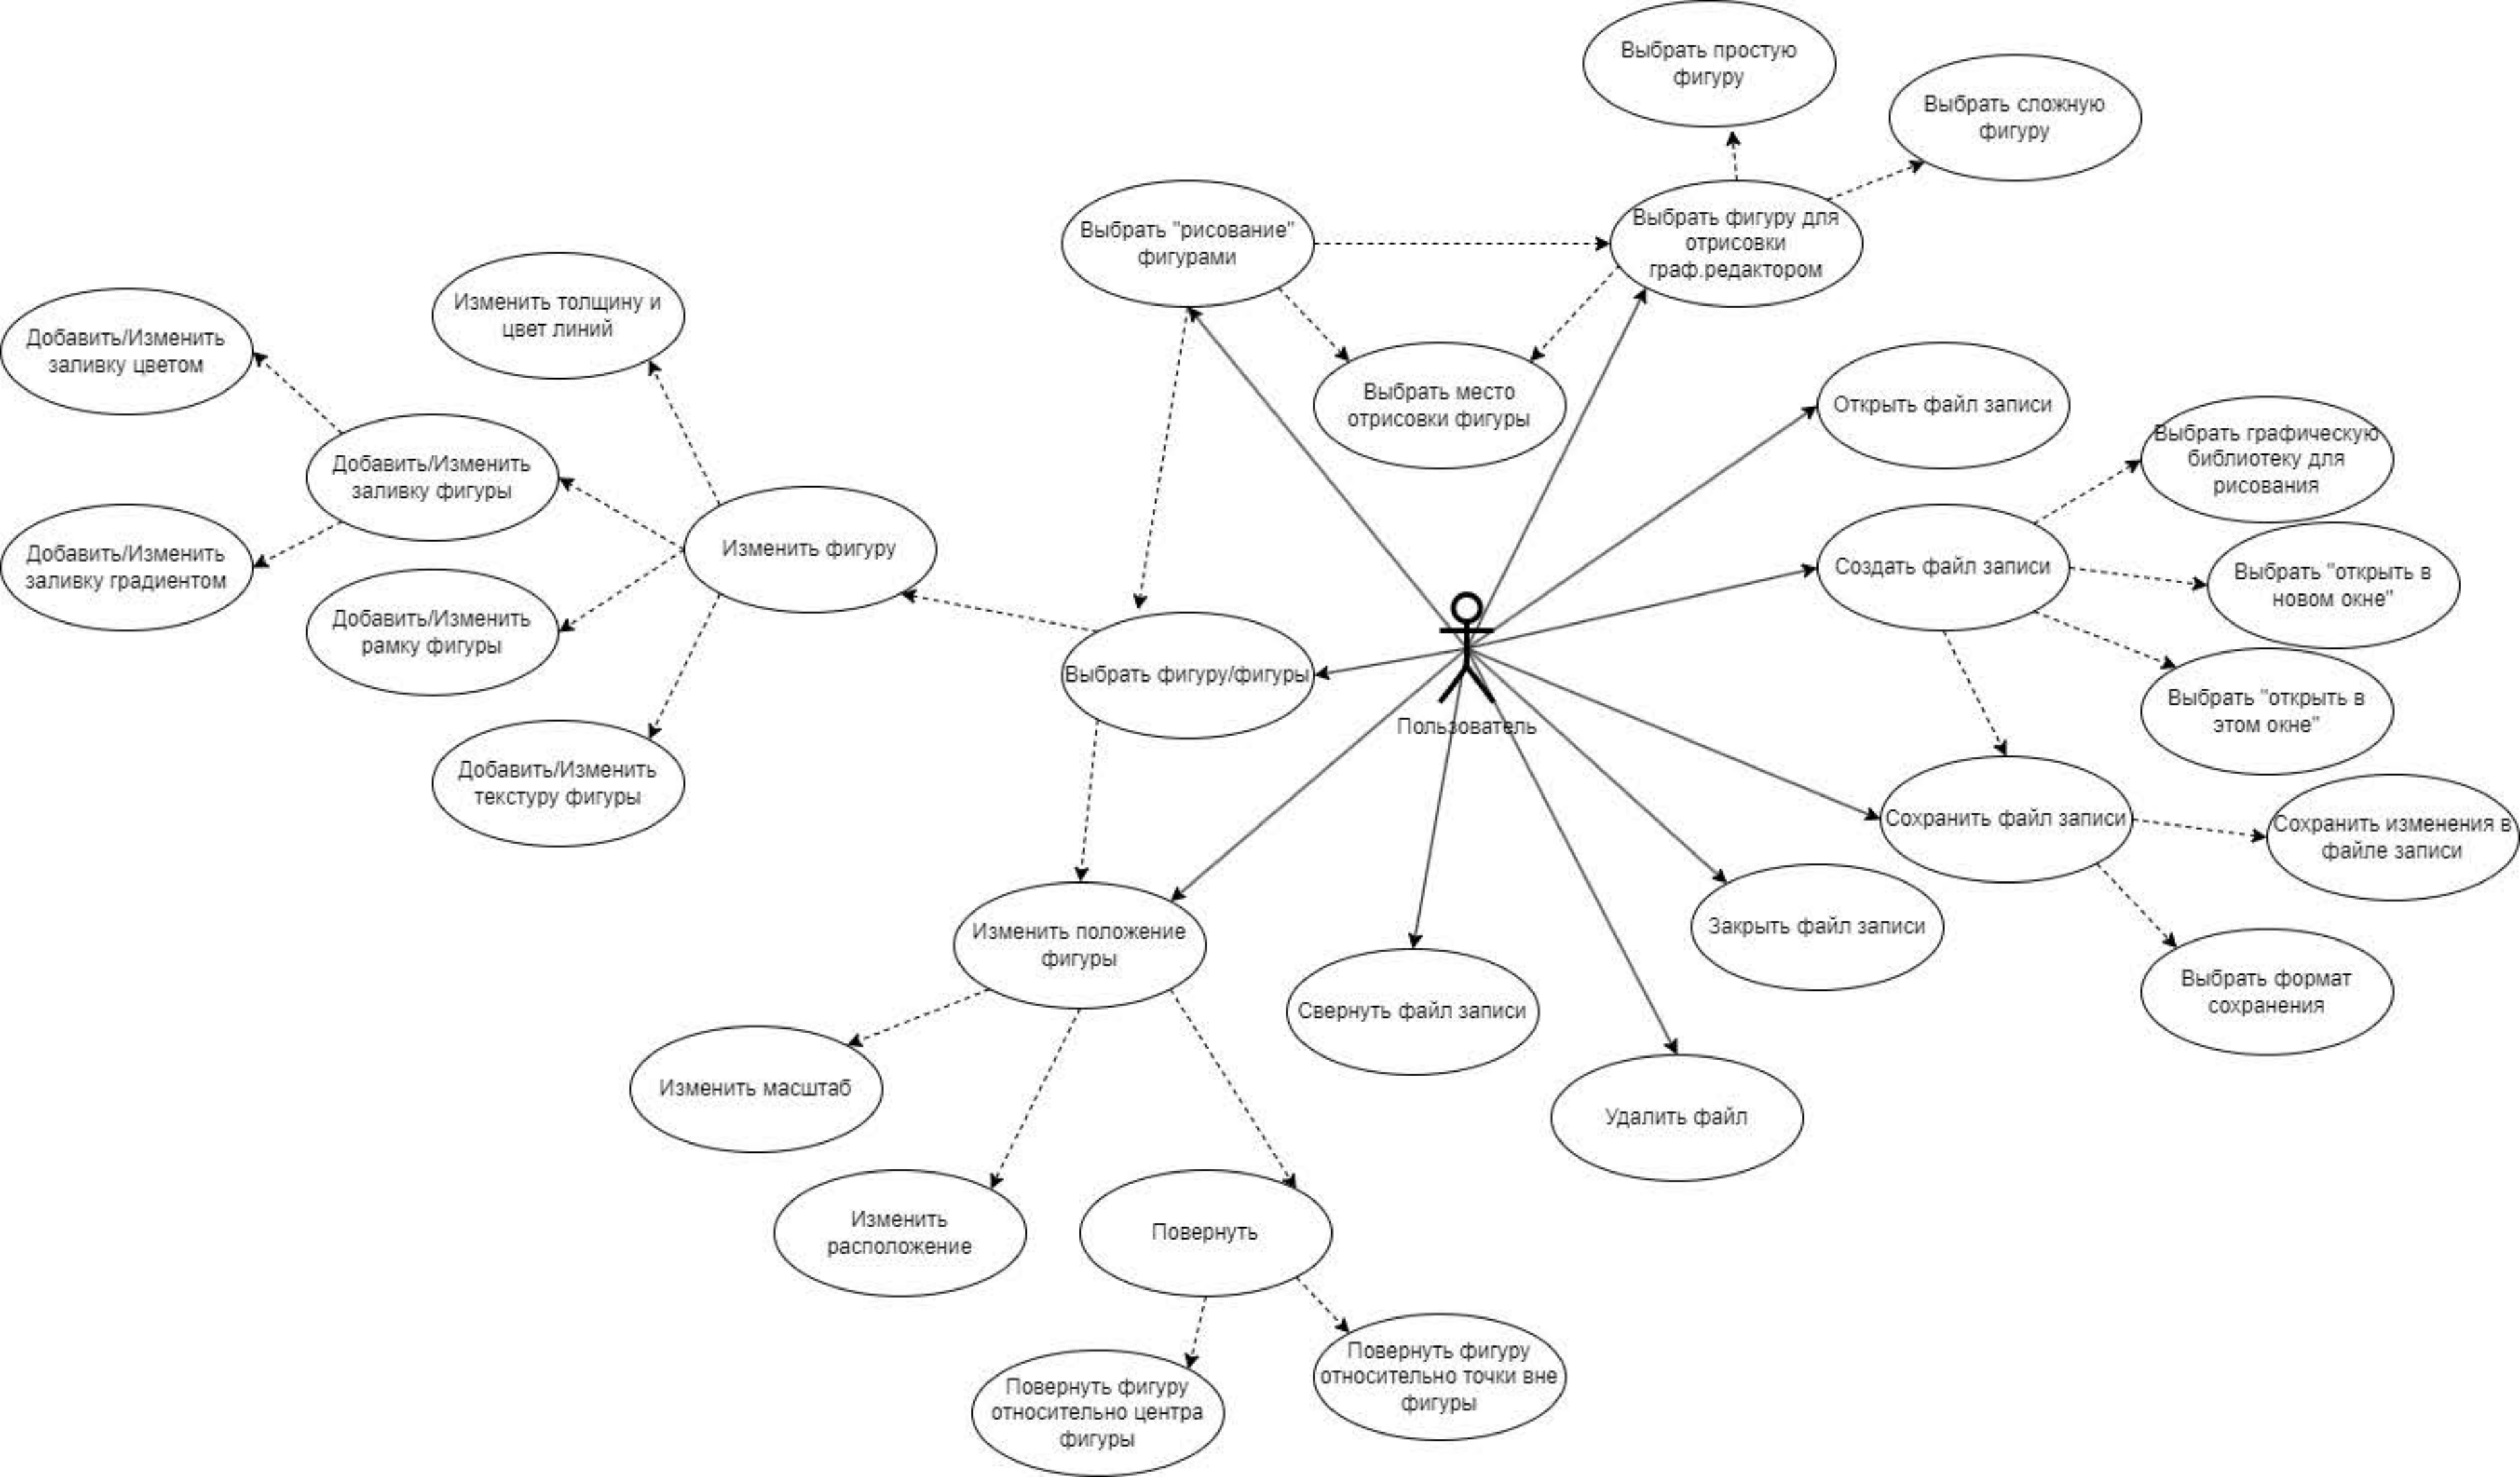 Выбрать простую
фигуру
Выбрать сложную
фигуру
Выбрать "рисование"
фигурами
Выбрать фигуру для
отрисовки
граф.редактором
Изменить толщину и
цвет линий
Добавить/Изменить
заливку цветом
Выбрать место
отрисовки фигуры
Открыть файл записи
Выбрать графическую
библиотеку для
рисования
Добавить/Изменить
заливку фигуры
Добавить/Изменить
заливку градиентом
Изменить фигуру
Создать файл записи
Выбрать "открыть в
новом окне"
Добавить/Изменить
рамку фигуры
Выбрать фигуру/фигуры
Пользователь
Выбрать "открыть в
этом окне"
Добавить/Изменить
текстуру фигуры
Сохранить файл записи
Сохранить изменения в
файле записи
Изменить положение
фигуры
Закрыть файл записи
Свернуть файл записи
Выбрать формат
сохранения
Изменить масштаб
Удалить файл
Изменить
расположение
Повернуть
Повернуть фигуру
относительно центра
фигуры
Повернуть фигуру
относительно точки вне
фигуры